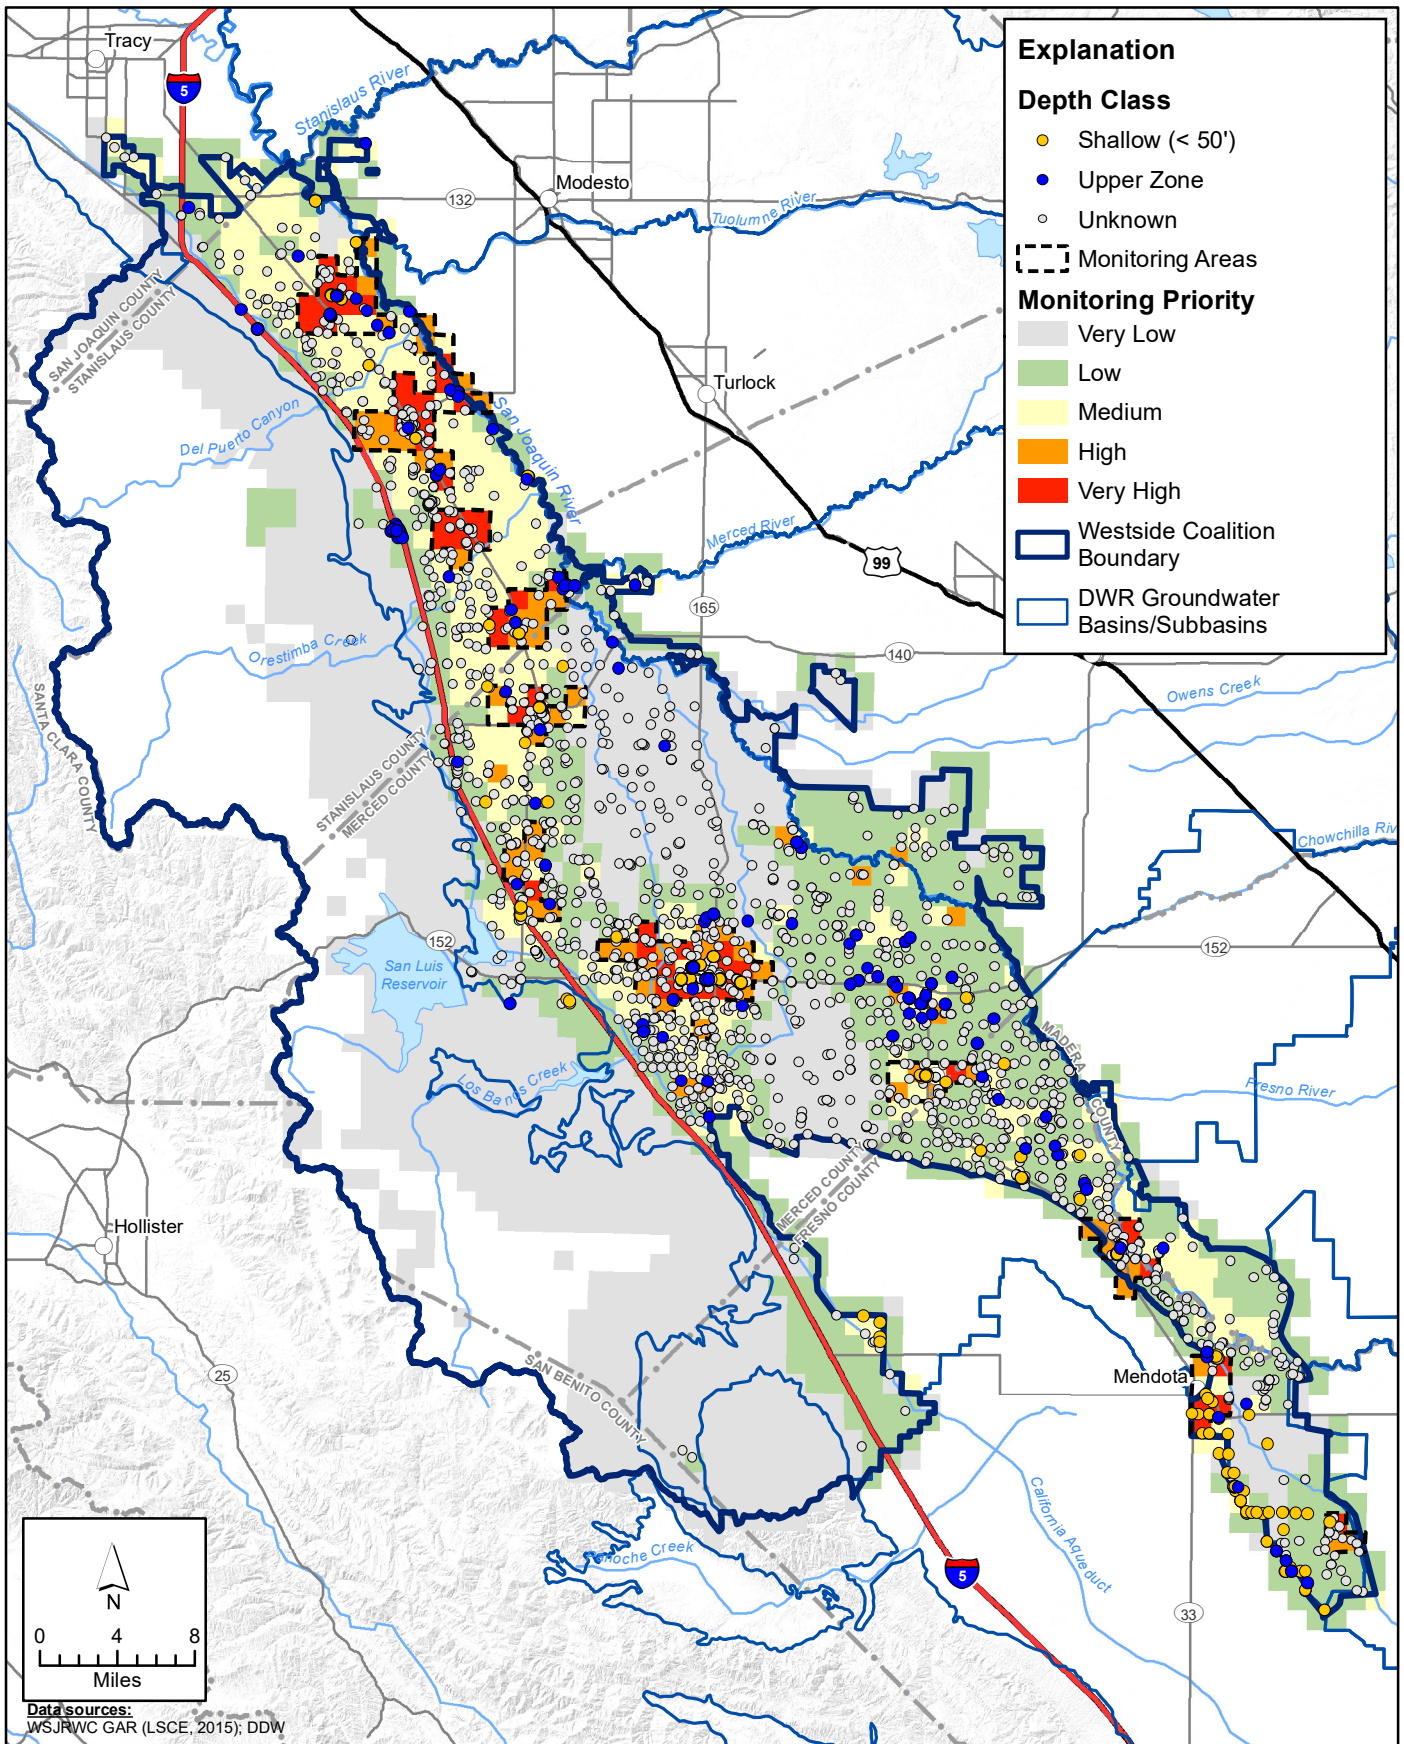 Tracy
5
Stanislaus River
132
Modesto
Tuolumne River
Explanation
Depth Class
Shallow (< 50')
Upper Zone
Unknown
Monitoring Areas
Monitoring Priority
Very Low
Low
Medium
High
Very High
Westside Coalition
Boundary
DWR Groundwater
Basins/Subbasins
SAN JOAQUIN COUNTY
STANISLAUS COUNTY
Turlock
Del Puerto Canyon
San Joaquin River
Merced River
99
165
140
Orestimba Creek
Owens Creek
SANTA CLARA COUNTY
STANISLAUS COUNTY
MERCED COUNTY
Chowchilla Riv
152
152
San Luis
Reservoir
MADERA COUNTY
Los Banos Creek
Fresno River
MERCED COUNTY
FRESNO COUNTY
Hollister
25
SAN BENITO COUNTY
Mendota
California Aqueduct
Panoche Creek
5
33
N
0 4 8
Miles
Data sources:
WSJRWC GAR (LSCE, 2015); DDW